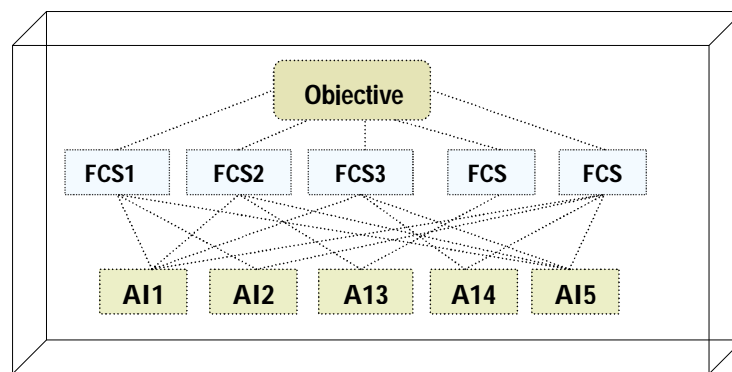 Objective
FCS1 FCS2 FCS3 FCS FCS
AI1 AI2 A13 A14 AI5